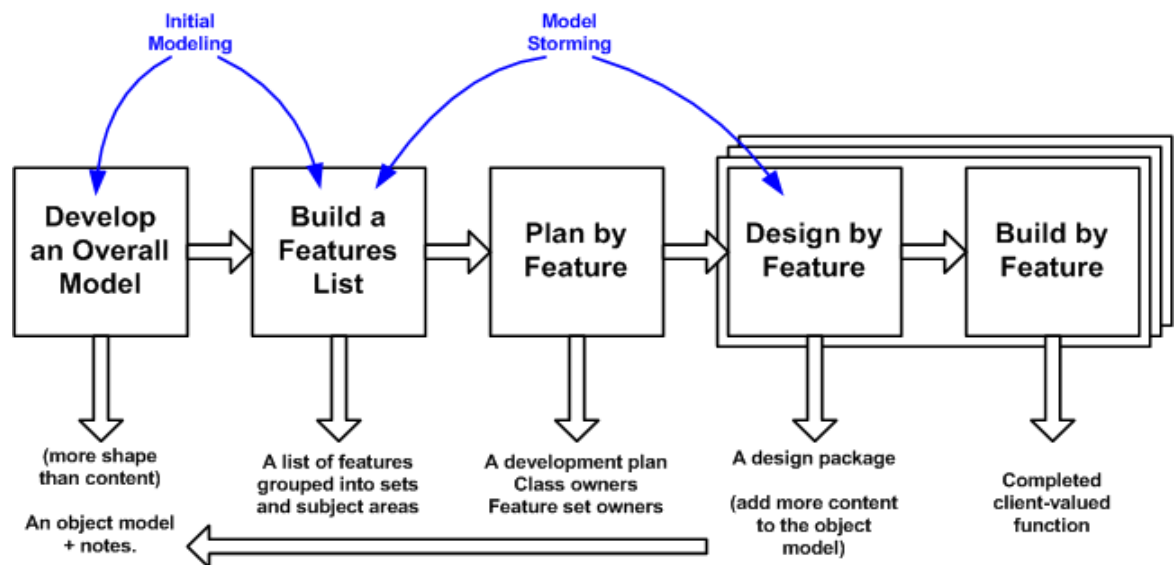 Initial
Modeling
Model
Storming
Develop
an Overall
Model
Build a
Features
List
Plan by
Feature
Design by
Feature
Build by
Feature
(more shape
than content)
An object model
+ notes.
A list of features
grouped into sets
and subject areas
A development plan
Class owners
Feature set owners
A design package
(add more content
to the object
model)
Completed
client-valued
function